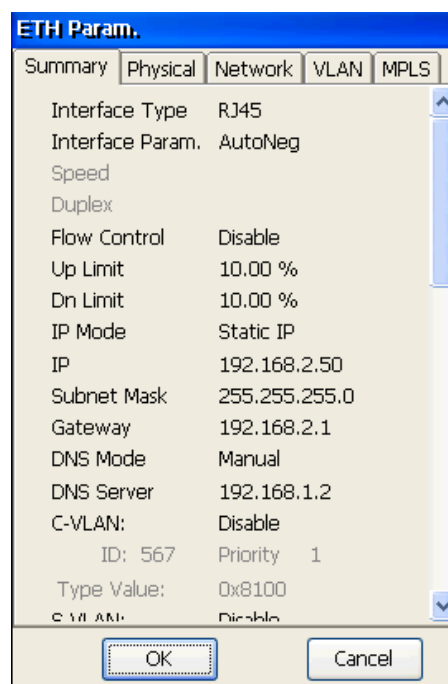 ETH Param.
Summary Physical Network VLAN MPLS
Interface Type RJ45
Interface Param. AutoNeg
Speed
Duplex
Flow Control Disable
Up Limit 10.00 %
Dn Limit 10.00 %
IP Mode Static IP
IP 192.168.2.50
Subnet Mask 255.255.255.0
Gateway 192.168.2.1
DNS Mode Manual
DNS Server 192.168.1.2
C-VLAN: Disable
ID: 567 Priority 1
Type Value: 0x8100
S-VLAN: Disable
OK Cancel